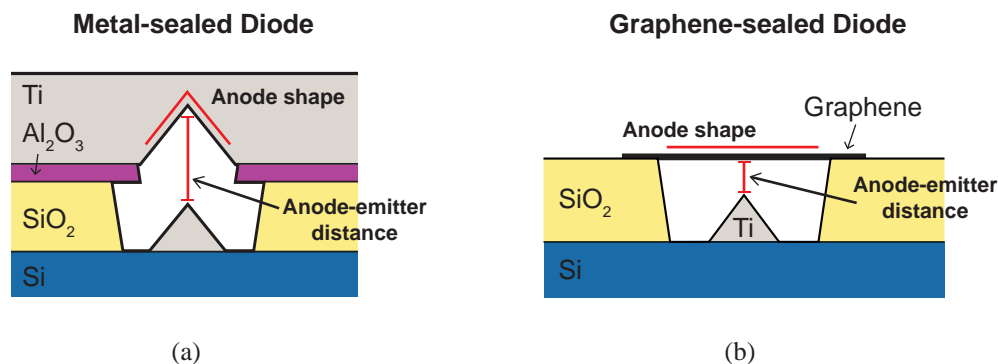 Metal-sealed Diode
Ti
Anode shape
Al₂O₃
SiO₂
Anode-emitter
distance
Si
(a)
Graphene-sealed Diode
Graphene
Anode shape
SiO₂
Anode-emitter
distance
Ti
Si
(b)